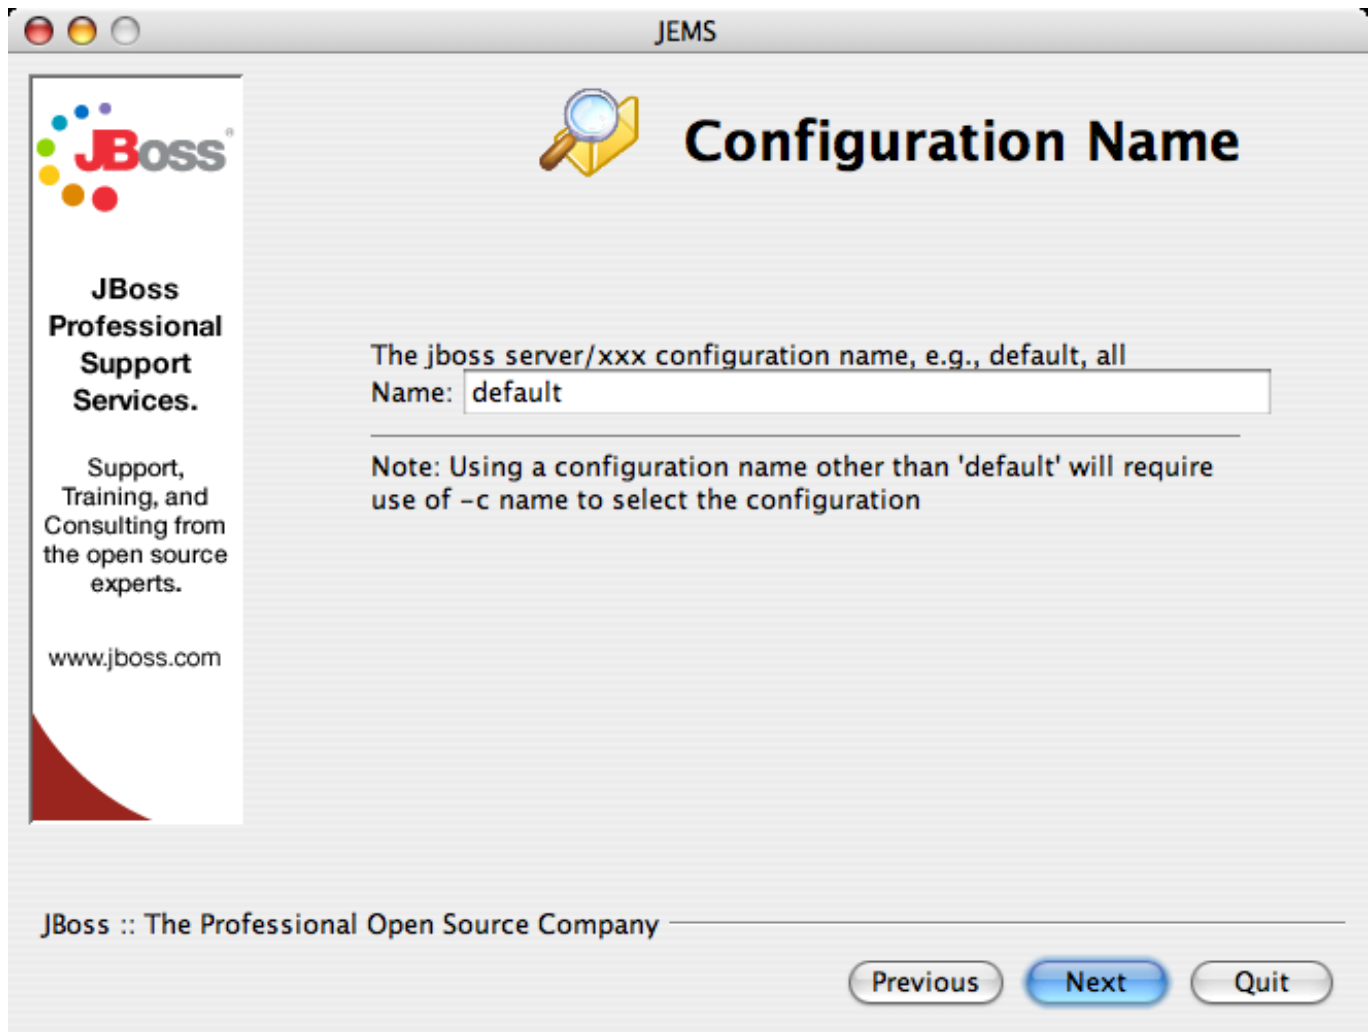 JEMS
JBoss®
Configuration Name
JBoss
Professional
Support
Services.
Support,
Training, and
Consulting from
the open source
experts.
www.jboss.com
The jboss server/xxx configuration name, e.g., default, all
Name: default
Note: Using a configuration name other than 'default' will require
use of -c name to select the configuration
JBoss :: The Professional Open Source Company
Previous Next Quit